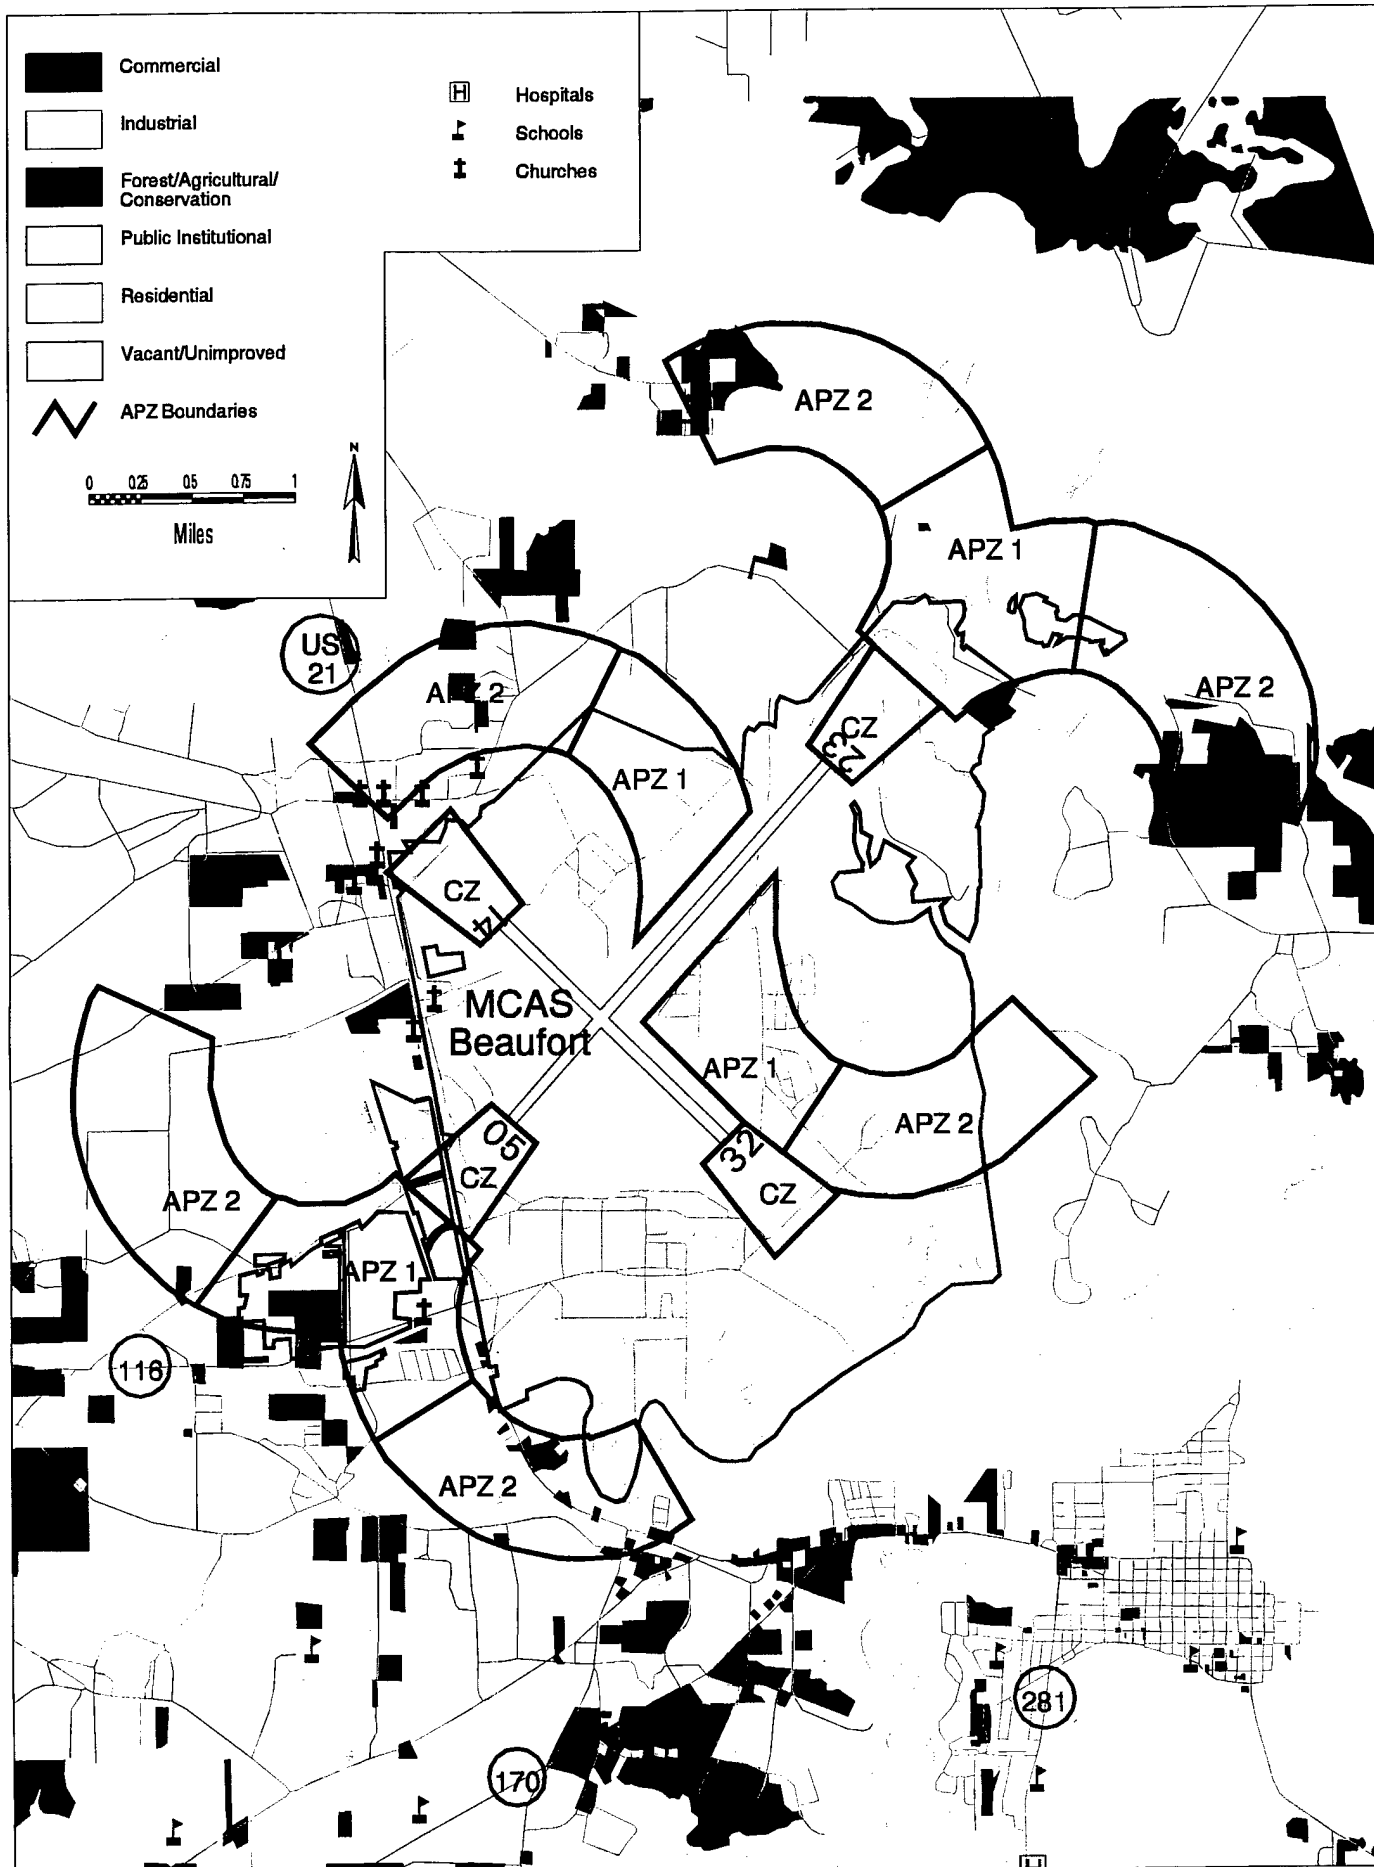 Commercial
Industrial
Forest/Agricultural/
Conservation
Public Institutional
Residential
Vacant/Unimproved
APZ Boundaries
H Hospitals
Schools
Churches
N
0 0.25 0.5 0.75 1
Miles
APZ 2
APZ 1
US
21
APZ 2
APZ 2
CZ
23
APZ 1
CZ
14
MCAS
Beaufort
APZ 1
APZ 2
05
32
CZ
CZ
APZ 2
APZ 1
116
APZ 2
281
170
H